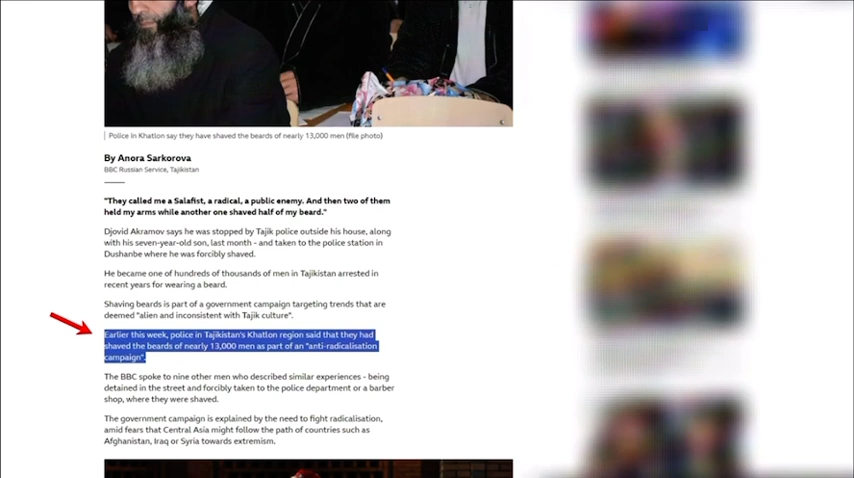 Police in Khatlon say they have shaved the beards of nearly 13,000 men (file photo)
By Anora Sarkorova
BBC Russian Service, Tajikistan
"They called me a Salafist, a radical, a public enemy. And then two of them
held my arms while another one shaved half of my beard."
Djovid Akramov says he was stopped by Tajik police outside his house, along
with his seven-year-old son, last month - and taken to the police station in
Dushanbe where he was forcibly shaved.
He became one of hundreds of thousands of men in Tajikistan arrested in
recent years for wearing a beard.
Shaving beards is part of a government campaign targeting trends that are
deemed "alien and inconsistent with Tajik culture".
Earlier this week, police in Tajikistan's Khatlon region said that they had
shaved the beards of nearly 13,000 men as part of an "anti-radicalisation
campaign".
The BBC spoke to nine other men who described similar experiences - being
detained in the street and forcibly taken to the police department or a barber
shop, where they were shaved.
The government campaign is explained by the need to fight radicalisation,
amid fears that Central Asia might follow the path of countries such as
Afghanistan, Iraq or Syria towards extremism.